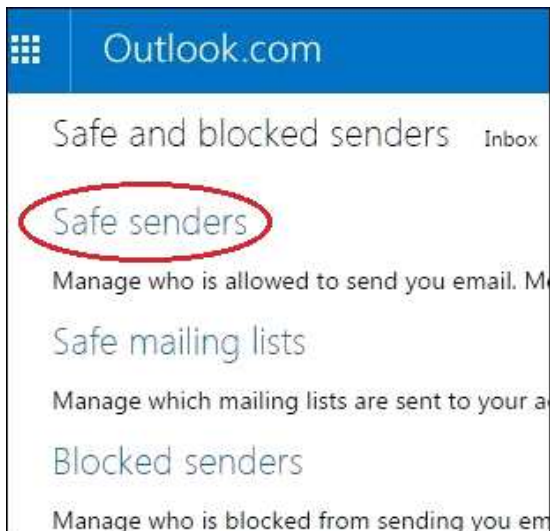 Outlook.com
Safe and blocked senders Inbox
Safe senders
Manage who is allowed to send you email.
Safe mailing lists
Manage which mailing lists are sent to your
Blocked senders
Manage who is blocked from sending you